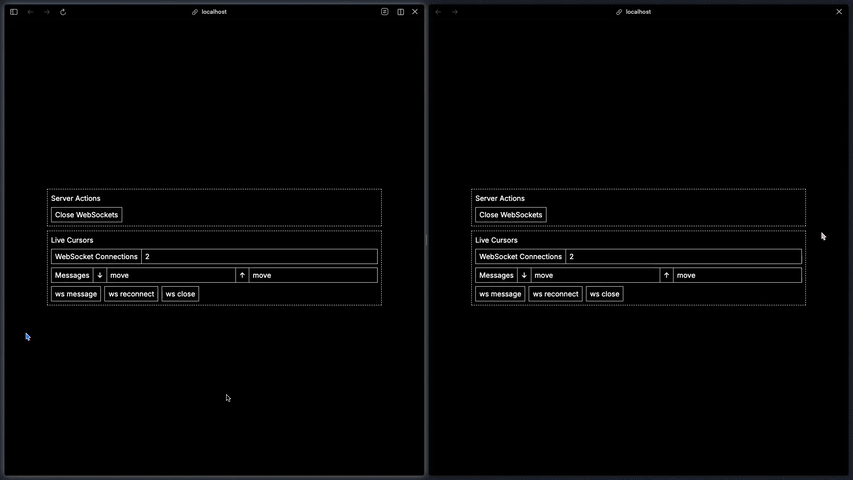 localhost
Server Actions
Close WebSockets
Live Cursors
WebSocket Connections 2
Messages ↓ move ↑ move
ws message ws reconnect ws close
localhost
Server Actions
Close WebSockets
Live Cursors
WebSocket Connections 2
Messages ↓ move ↑ move
ws message ws reconnect ws close